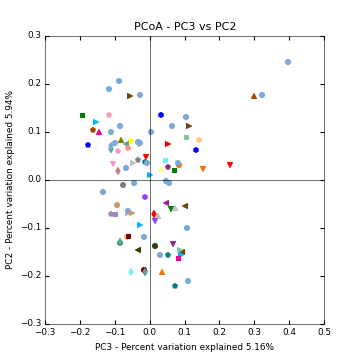 PCoA - PC3 vs PC2
0.3
0.2
0.1
0.0
−0.1
−0.2
−0.3
PC2 - Percent variation explained 5.94%
−0.3 −0.2 −0.1 0.0 0.1 0.2 0.3 0.4 0.5
PC3 - Percent variation explained 5.16%